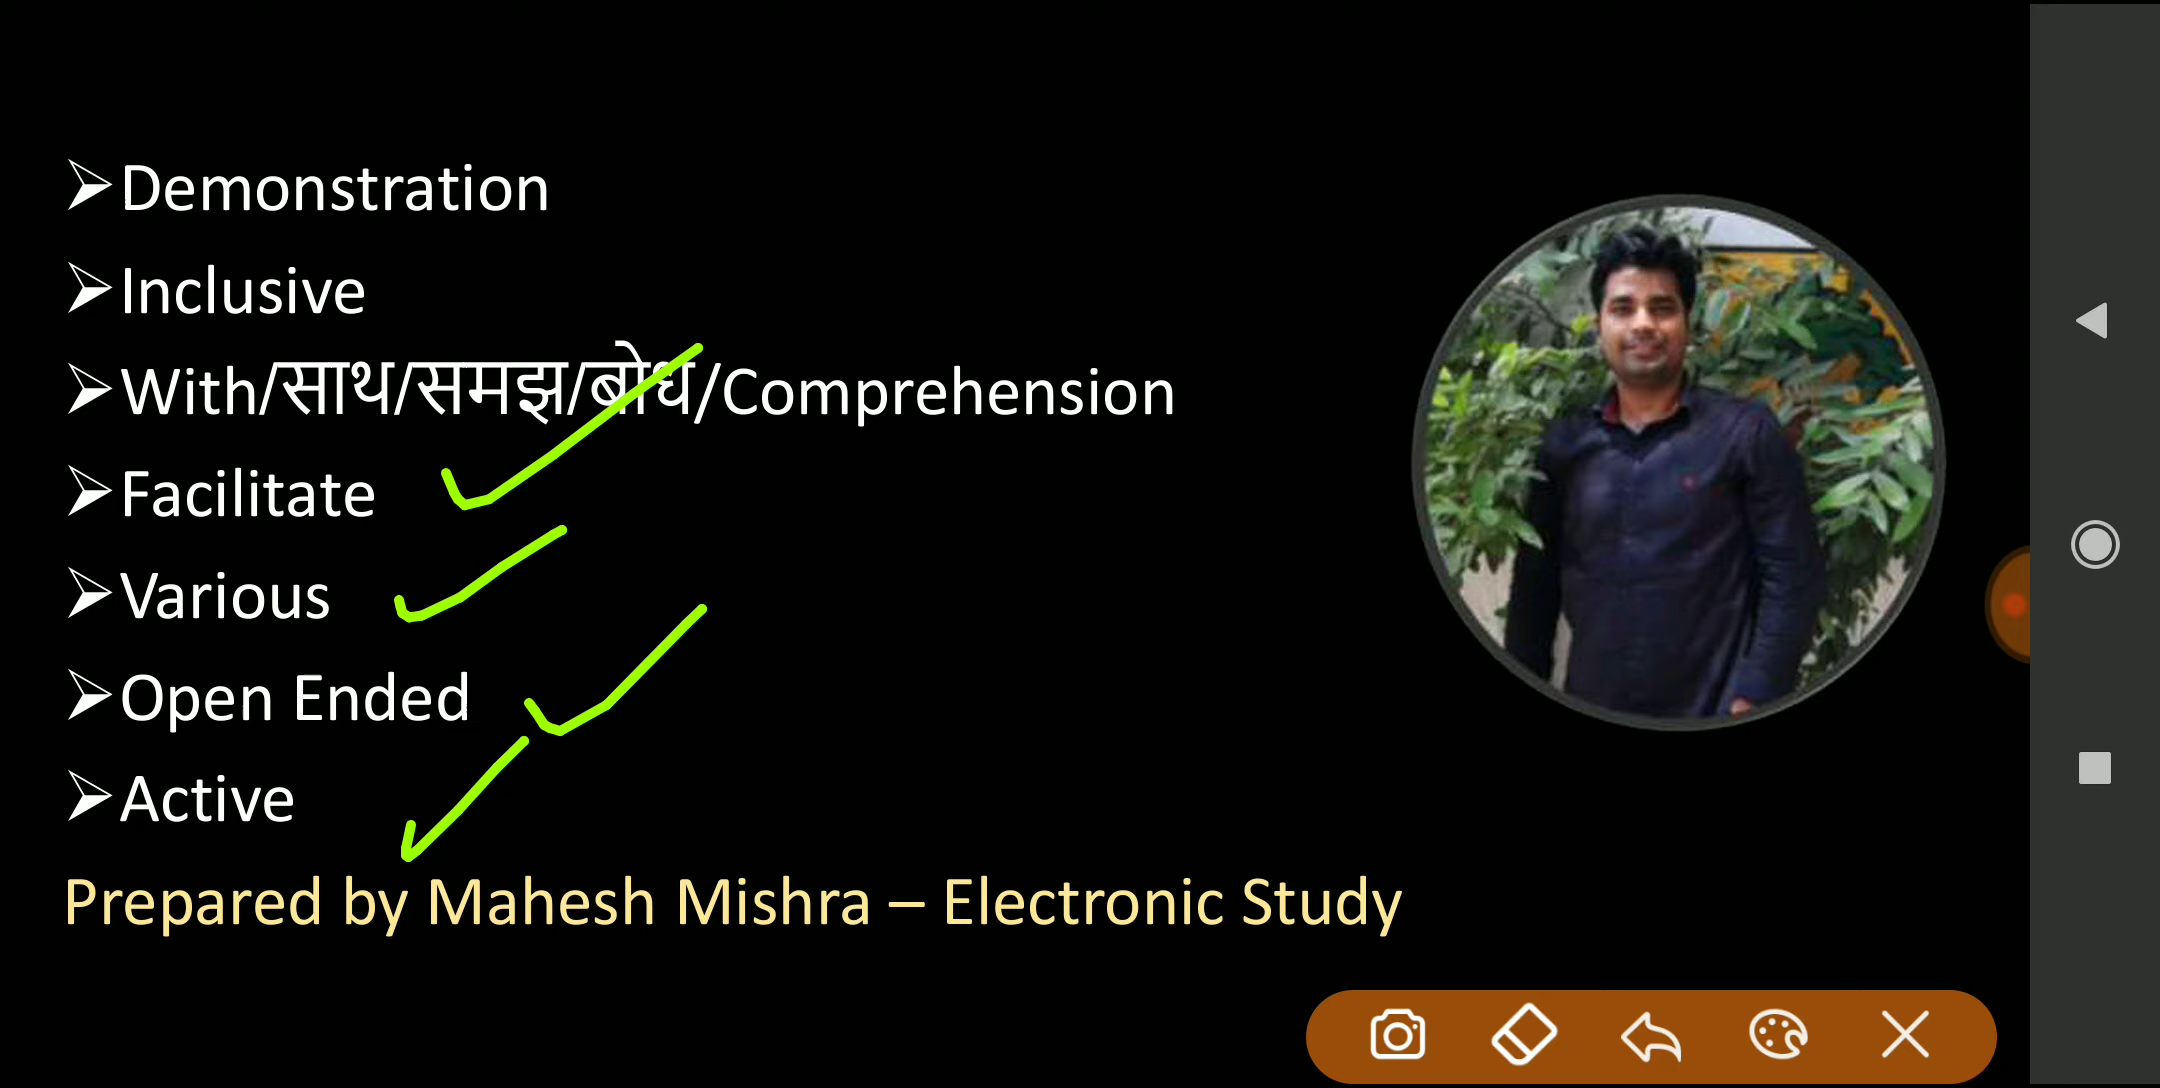 Demonstration
Inclusive
With/साथ/समझ/बोध/Comprehension
Facilitate
Various
Open Ended
Active
Prepared by Mahesh Mishra – Electronic Study